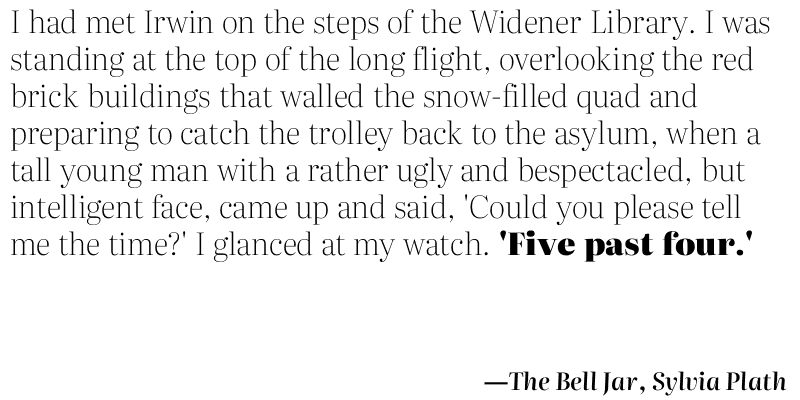 I had met Irwin on the steps of the Widener Library. I was
standing at the top of the long flight, overlooking the red
brick buildings that walled the snow-filled quad and
preparing to catch the trolley back to the asylum, when a
tall young man with a rather ugly and bespectacled, but
intelligent face, came up and said, 'Could you please tell
me the time?' I glanced at my watch. 'Five past four.'
—The Bell Jar, Sylvia Plath